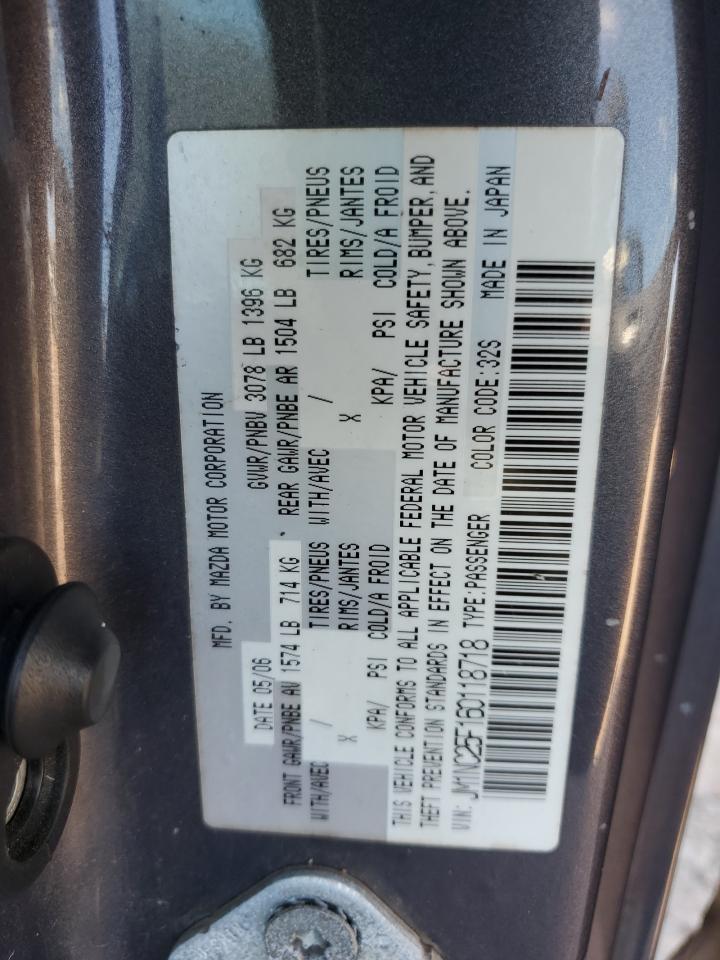 MFD. BY MAZDA MOTOR CORPORATION
DATE 05/06 GVWR/PNBV 3078 LB 1396 KG
FRONT GAWR/PNBE AV 1574 LB 714 KG REAR GAWR/PNBE AR 1504 LB 682 KG
WITH/AVEC TIRES/PNEUS WITH/AVEC TIRES/PNEUS
/ RIMS/JANTES / RIMS/JANTES
X X
KPA/ PSI COLD/A FROID KPA/ PSI COLD/A FROID
THIS VEHICLE CONFORMS TO ALL APPLICABLE FEDERAL MOTOR VEHICLE SAFETY, BUMPER, AND
THEFT PREVENTION STANDARDS IN EFFECT ON THE DATE OF MANUFACTURE SHOWN ABOVE.
VIN: JM1NC25F160118718 TYPE:PASSENGER COLOR CODE:32S MADE IN JAPAN